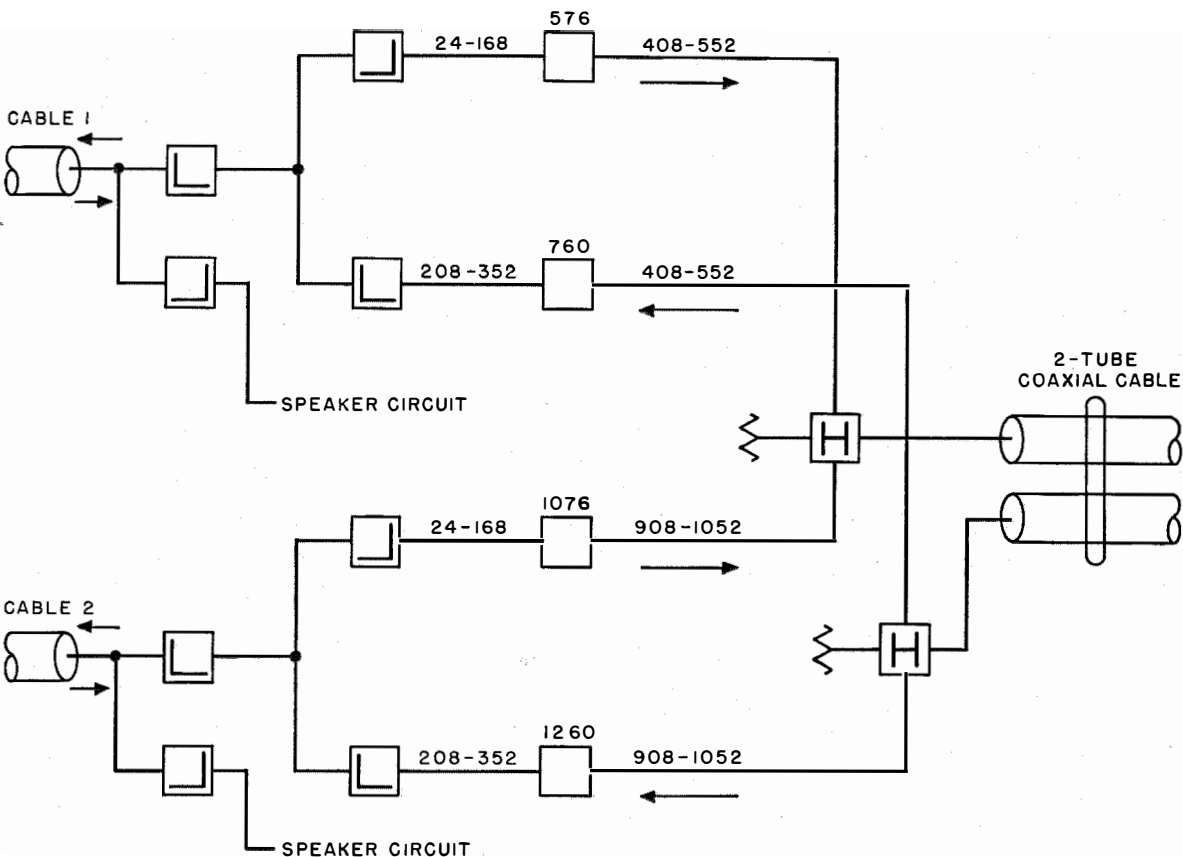 576
24-168
408-552
CABLE 1
760
208-352
408-552
2-TUBE
COAXIAL CABLE
SPEAKER CIRCUIT
H
1076
24-168
908-1052
CABLE 2
H
1260
208-352
908-1052
SPEAKER CIRCUIT